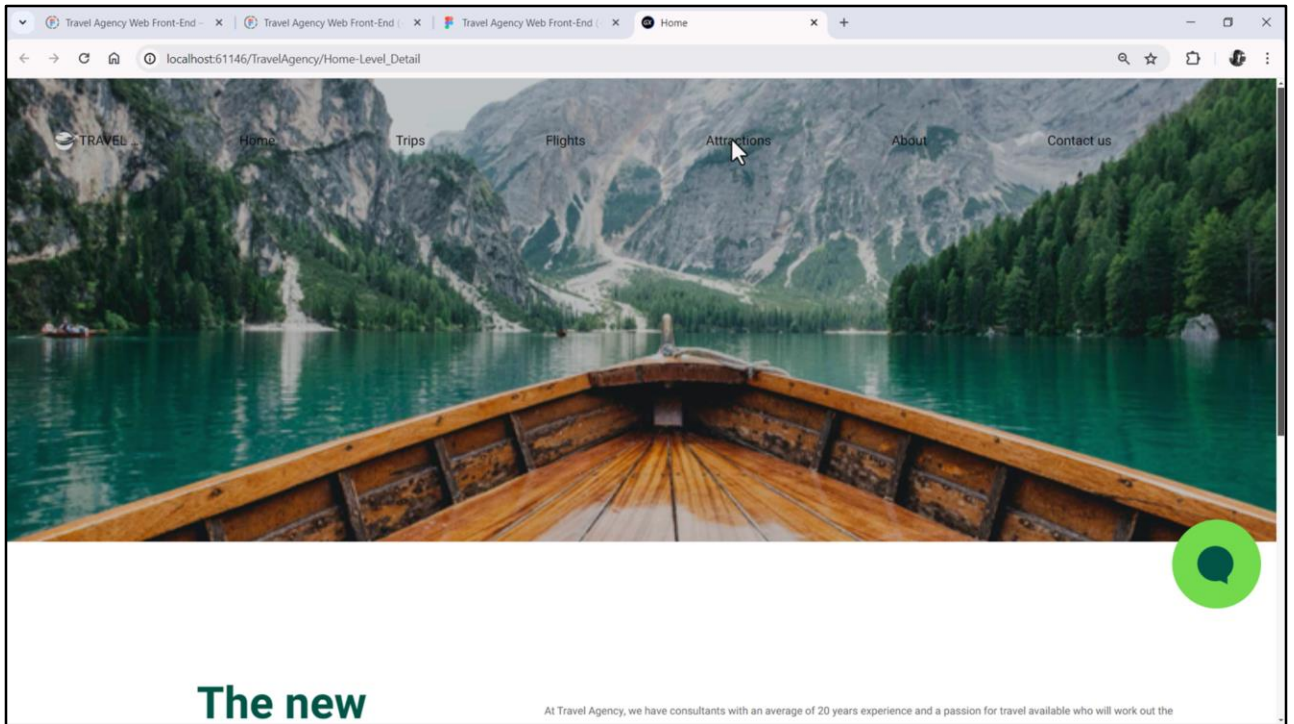 Travel Agency Web Front-End -
Travel Agency Web Front-End (
Travel Agency Web Front-End (
Home
localhost:61146/TravelAgency/Home-Level_Detail
TRAVEL ...
Home
Trips
Flights
Attractions
About
Contact us
The new
At Travel Agency, we have consultants with an average of 20 years experience and a passion for travel available who will work out the